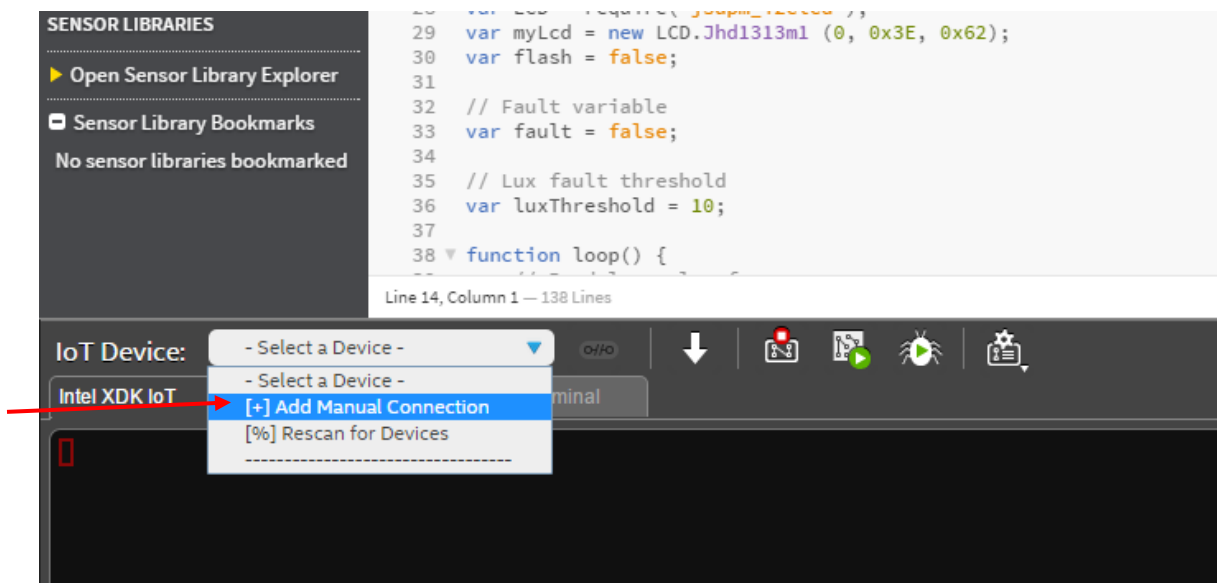 SENSOR LIBRARIES
Open Sensor Library Explorer
Sensor Library Bookmarks
No sensor libraries bookmarked
29 var myLcd = new LCD.Jhd1313m1 (0, 0x3E, 0x62);
30 var flash = false;
31
32 // Fault variable
33 var fault = false;
34
35 // Lux fault threshold
36 var luxThreshold = 10;
37
38 function loop() {
Line 14, Column 1 — 138 Lines
IoT Device:
- Select a Device -
Intel XDK IoT
minal
- Select a Device -
[+] Add Manual Connection
[%] Rescan for Devices
----------------------------------